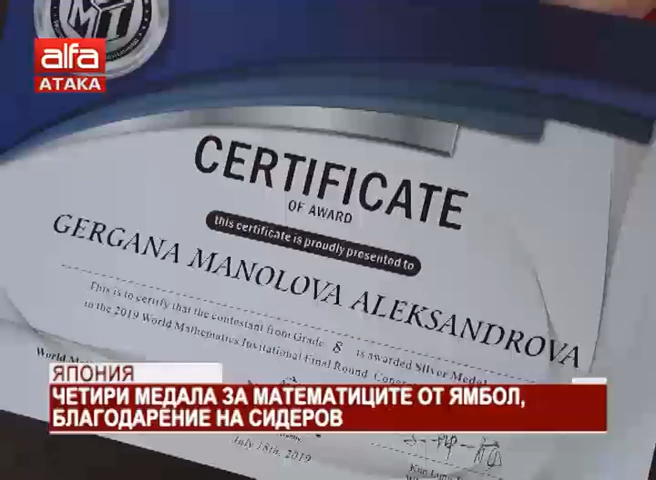 WMI
alfa
АТАКА
CERTIFICATE
OF AWARD
this certificate is proudly presented to
GERGANA MANOLOVA ALEKSANDROVA
This is to certify that the contestant from Grade 8 is awarded Silver Medal
in the 2019 World Mathematics Invitational Final Round
World
ЯПОНИЯ
ЧЕТИРИ МЕДАЛА ЗА МАТЕМАТИЦИТЕ ОТ ЯМБОЛ,
БЛАГОДАРЕНИЕ НА СИДЕРОВ
July 18th, 2019